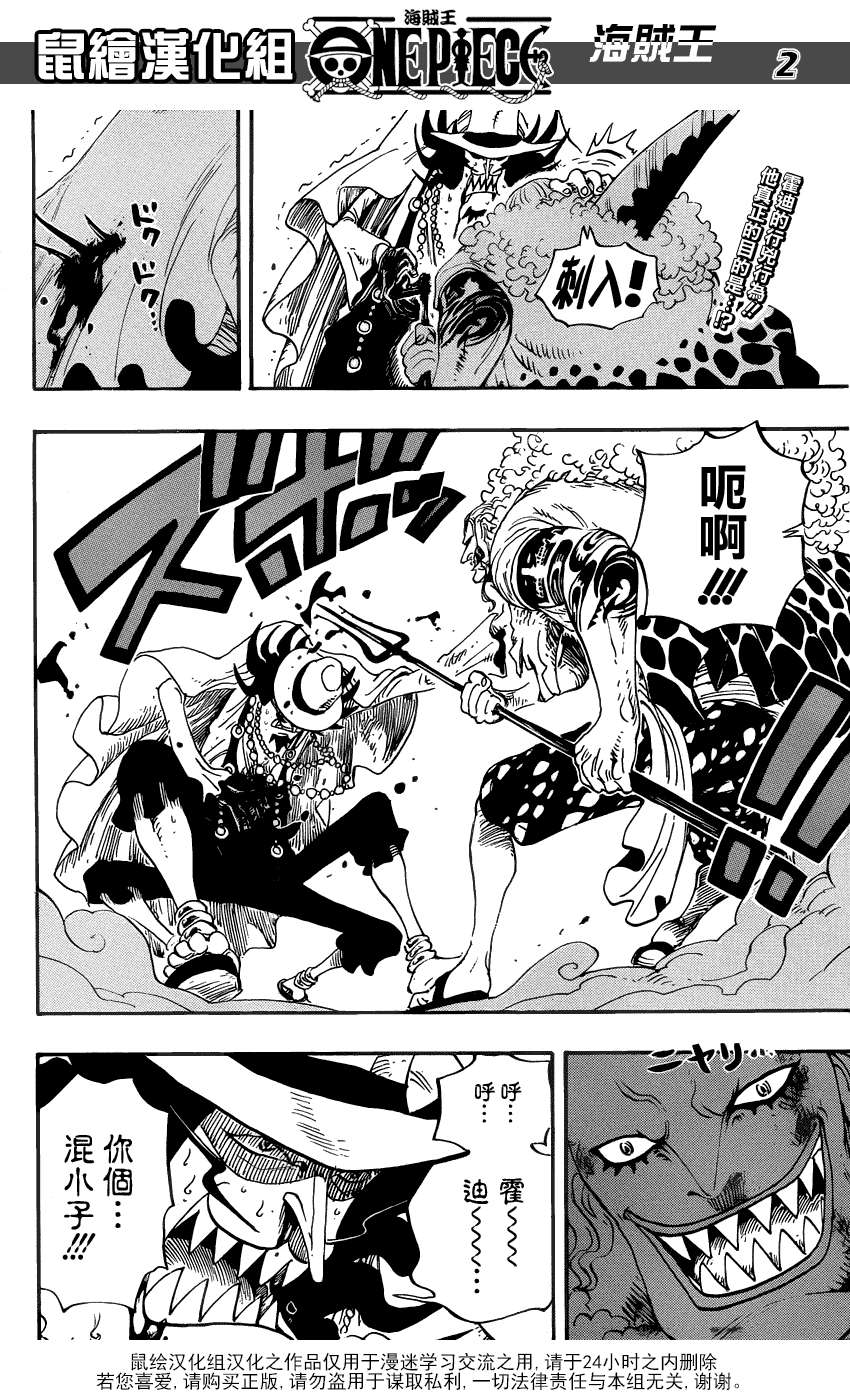 鼠繪漢化組
海賊王
ONE PIECE
海賊王
2
霍迪的行兇行為!!
他真正的目的是…!?
刺入!
ドクドク…
ドクドク…
呃啊!!!
ズボボ!!
ニヤリ
呼…
呼…
霍
迪~~~…
你個…
混小子!!!
鼠绘汉化组汉化之作品仅用于漫迷学习交流之用,请于24小时之内删除
若您喜爱,请购买正版,请勿盗用于谋取私利,一切法律责任与本组无关,谢谢。